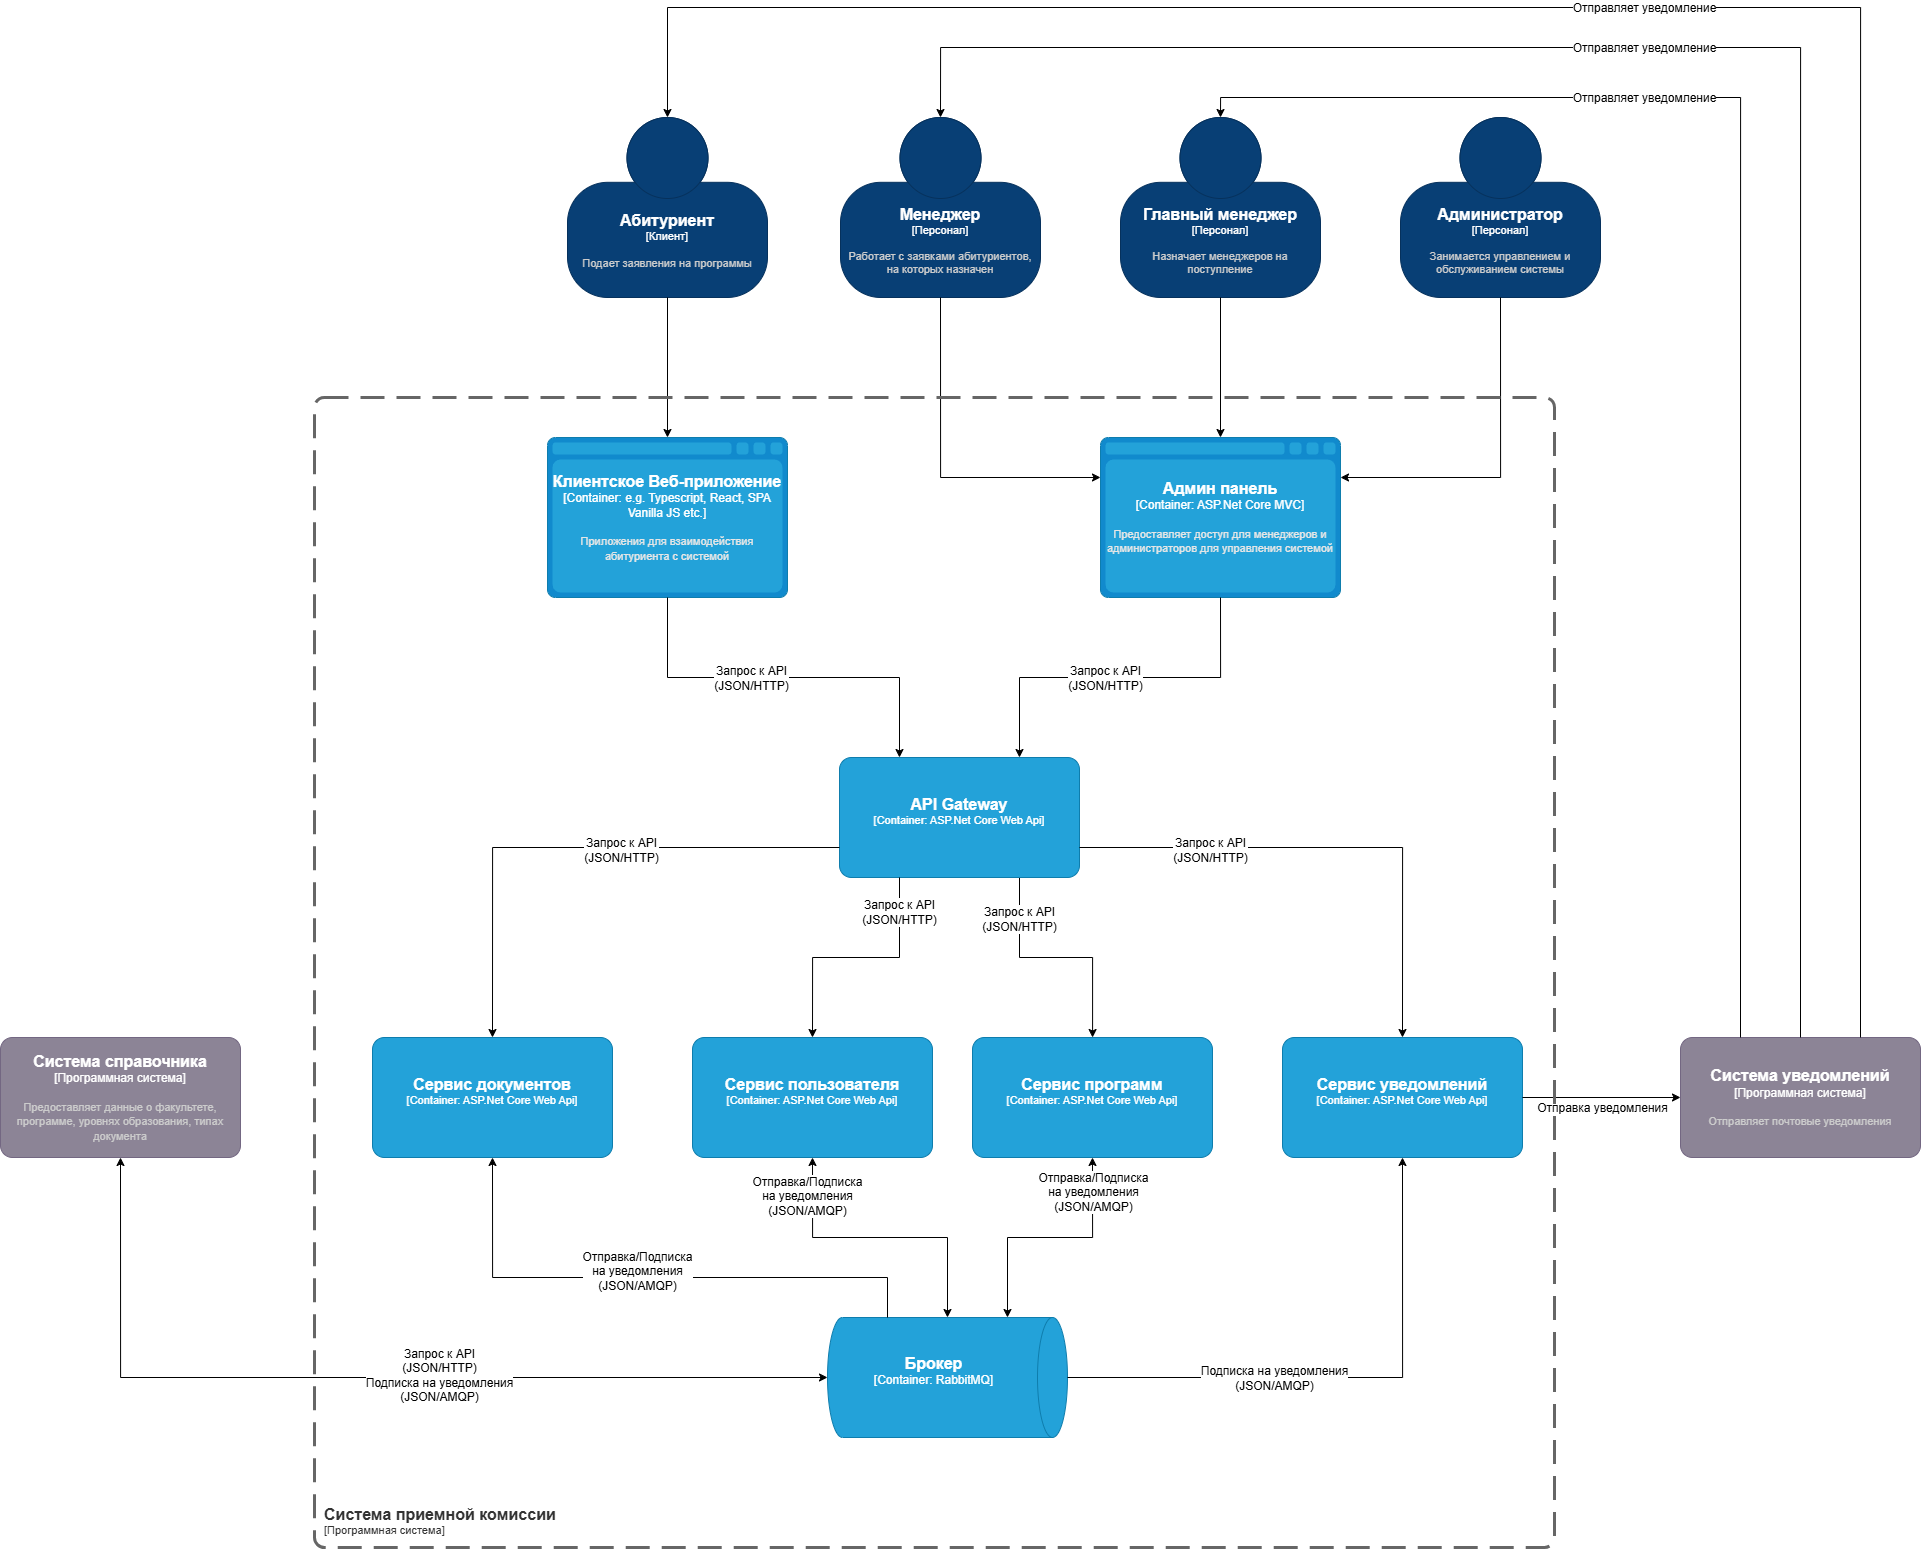 Отправляет уведомление
Отправляет уведомление
Отправляет уведомление
Абитуриент
[Клиент]
Подает заявления на программы
Менеджер
[Персонал]
Работает с заявками абитуриентов,
на которых назначен
Главный менеджер
[Персонал]
Назначает менеджеров на
поступление
Администратор
[Персонал]
Занимается управлением и
обслуживанием системы
Клиентское Веб-приложение
[Container: e.g. Typescript, React, SPA
Vanilla JS etc.]
Приложения для взаимодействия
абитуриента с системой
Админ панель
[Container: ASP.Net Core MVC]
Предоставляет доступ для менеджеров и
администраторов для управления системой
Запрос к API
(JSON/HTTP)
Запрос к API
(JSON/HTTP)
API Gateway
[Container: ASP.Net Core Web Api]
Запрос к API
(JSON/HTTP)
Запрос к API
(JSON/HTTP)
Запрос к API
(JSON/HTTP)
Запрос к API
(JSON/HTTP)
Система справочника
[Программная система]
Предоставляет данные о факультете,
программе, уровнях образования, типах
документа
Сервис документов
[Container: ASP.Net Core Web Api]
Сервис пользователя
[Container: ASP.Net Core Web Api]
Сервис программ
[Container: ASP.Net Core Web Api]
Сервис уведомлений
[Container: ASP.Net Core Web Api]
Отправка уведомления
Система уведомлений
[Программная система]
Отправляет почтовые уведомления
Отправка/Подписка
на уведомления
(JSON/AMQP)
Отправка/Подписка
на уведомления
(JSON/AMQP)
Отправка/Подписка
на уведомления
(JSON/AMQP)
Запрос к API
(JSON/HTTP)
Подписка на уведомления
(JSON/AMQP)
Брокер
[Container: RabbitMQ]
Подписка на уведомления
(JSON/AMQP)
Система приемной комиссии
[Программная система]